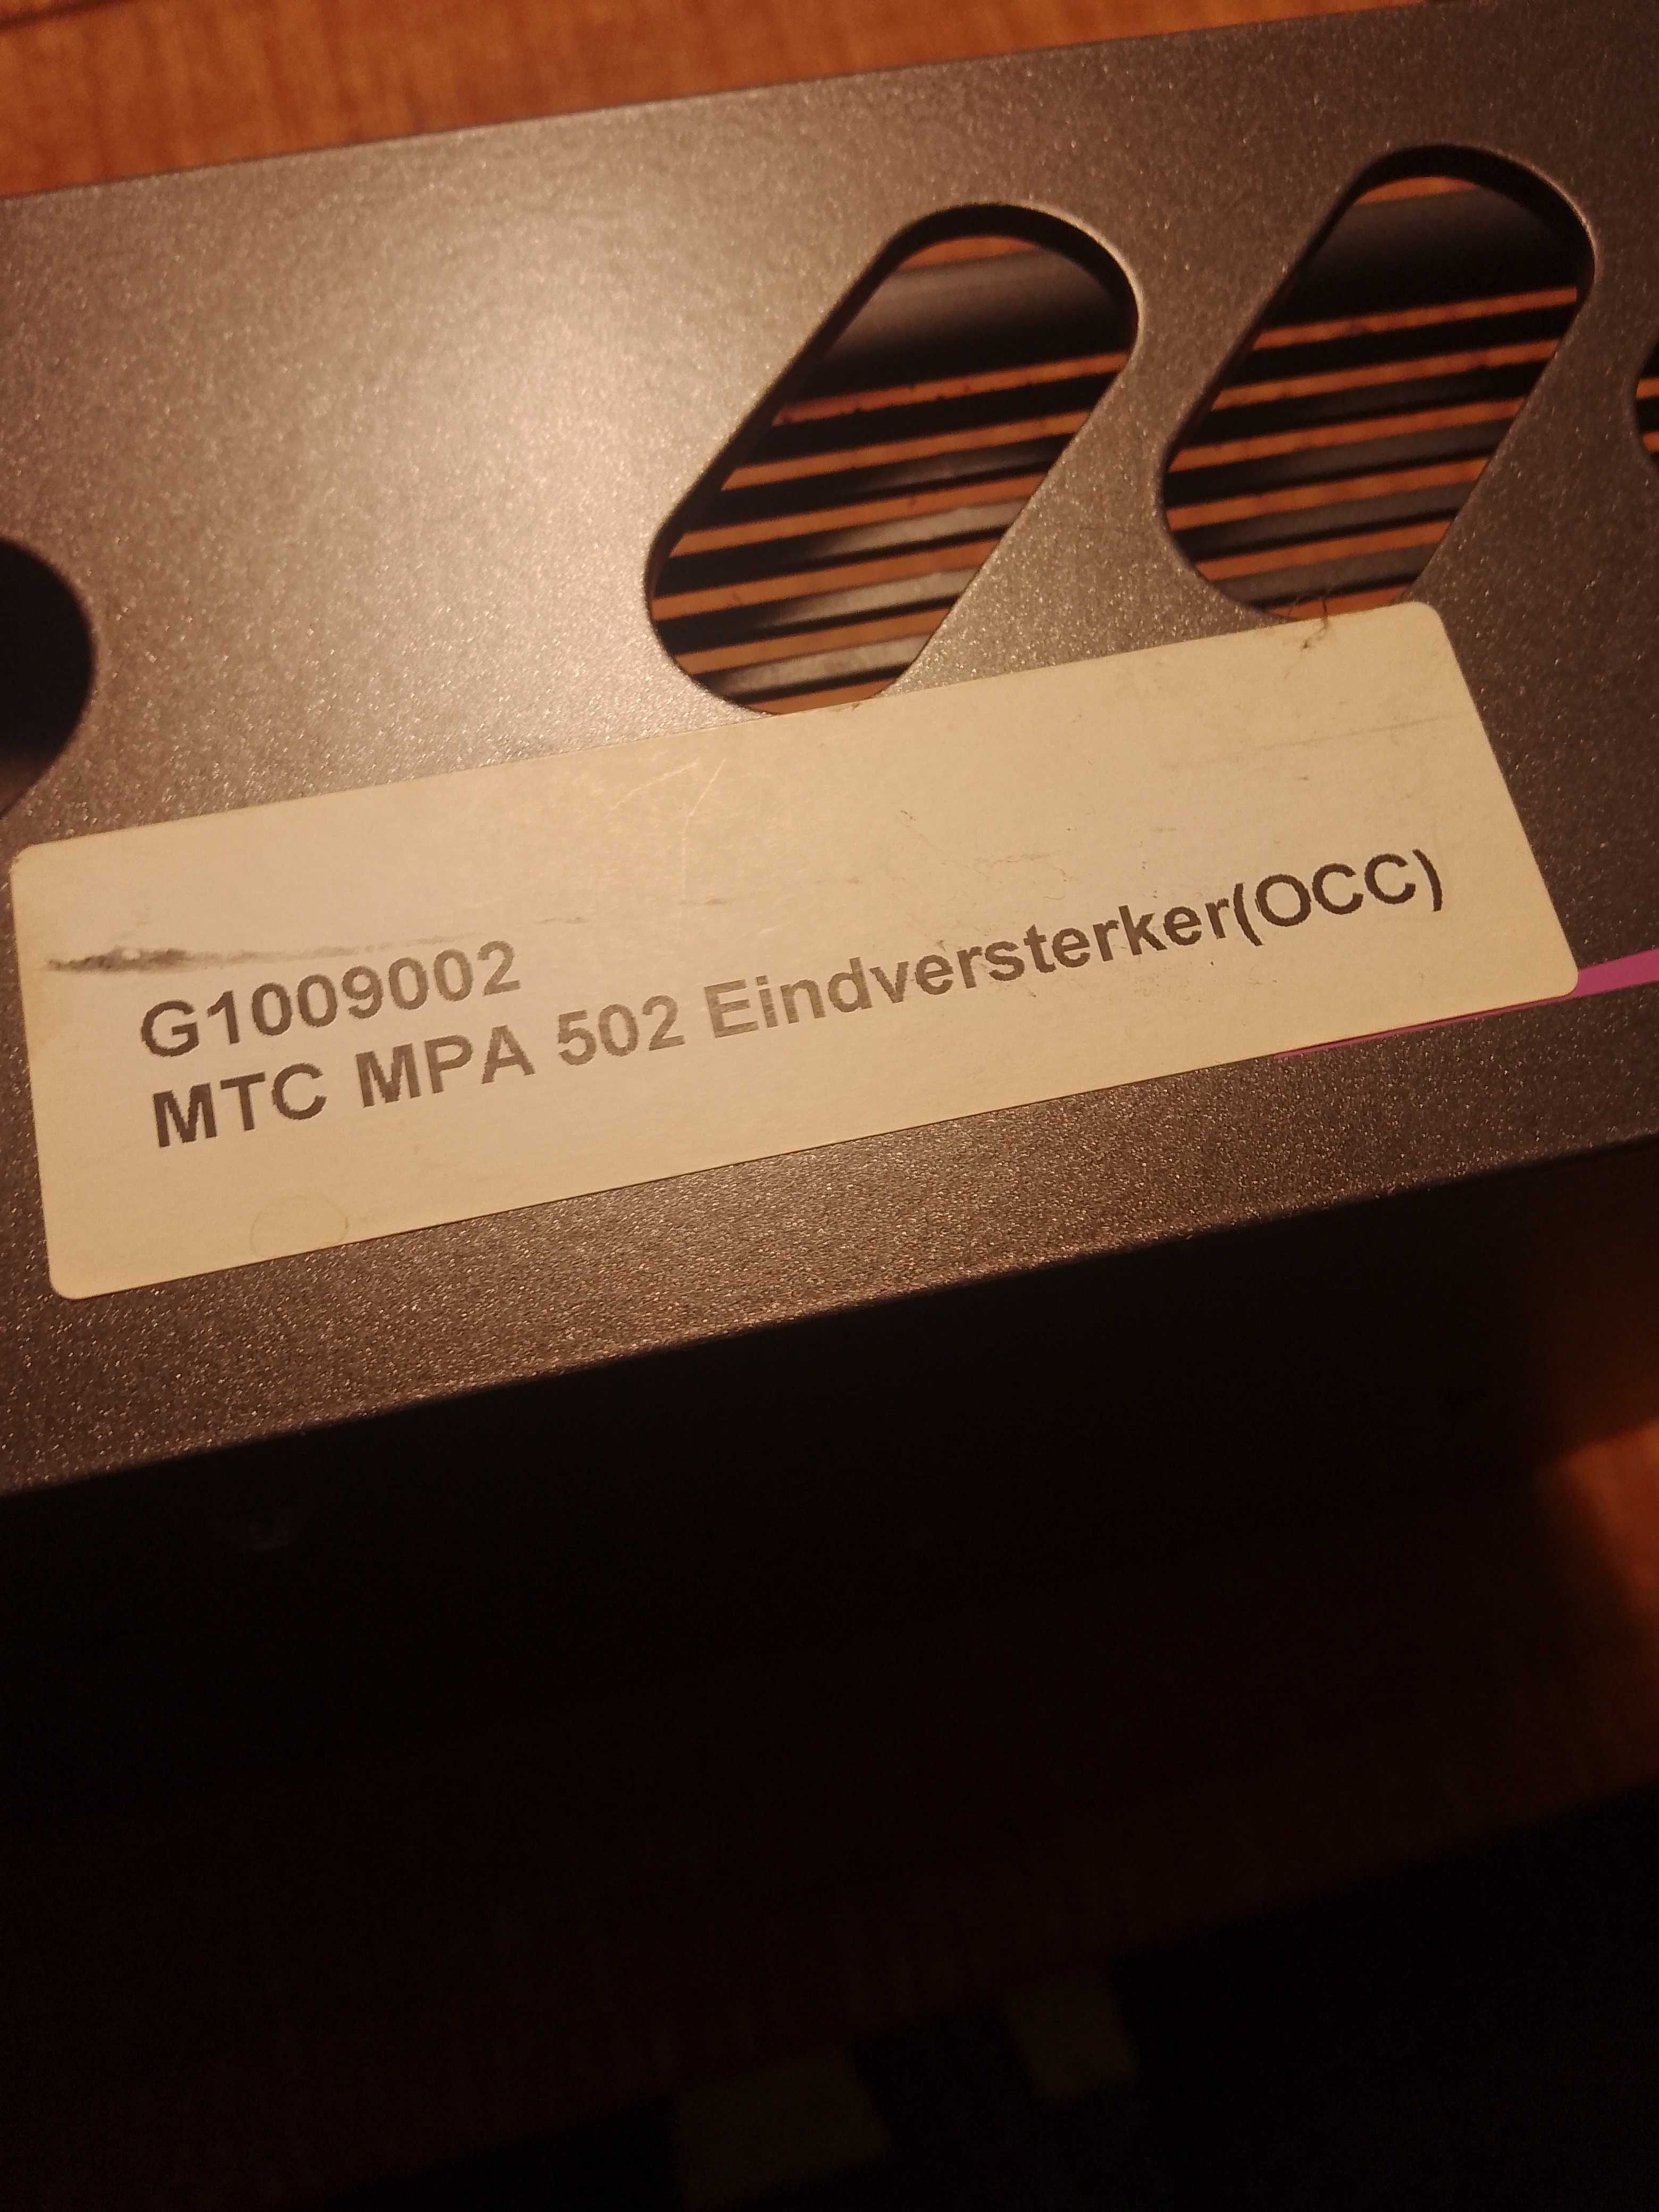 G1009002
MTC MPA 502 Eindversterker(OCC)